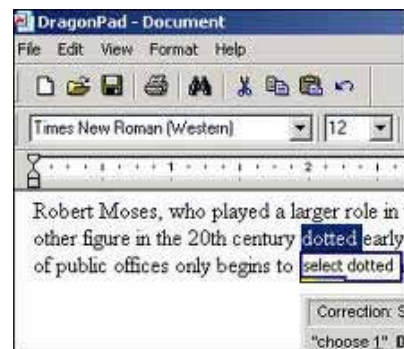 DragonPad - Document
File Edit View Format Help
Times New Roman (Western) 12
1 2
Robert Moses, who played a larger role in
other figure in the 20th century dotted early
of public offices only begins to select dotted
Correction: S
"choose 1" D